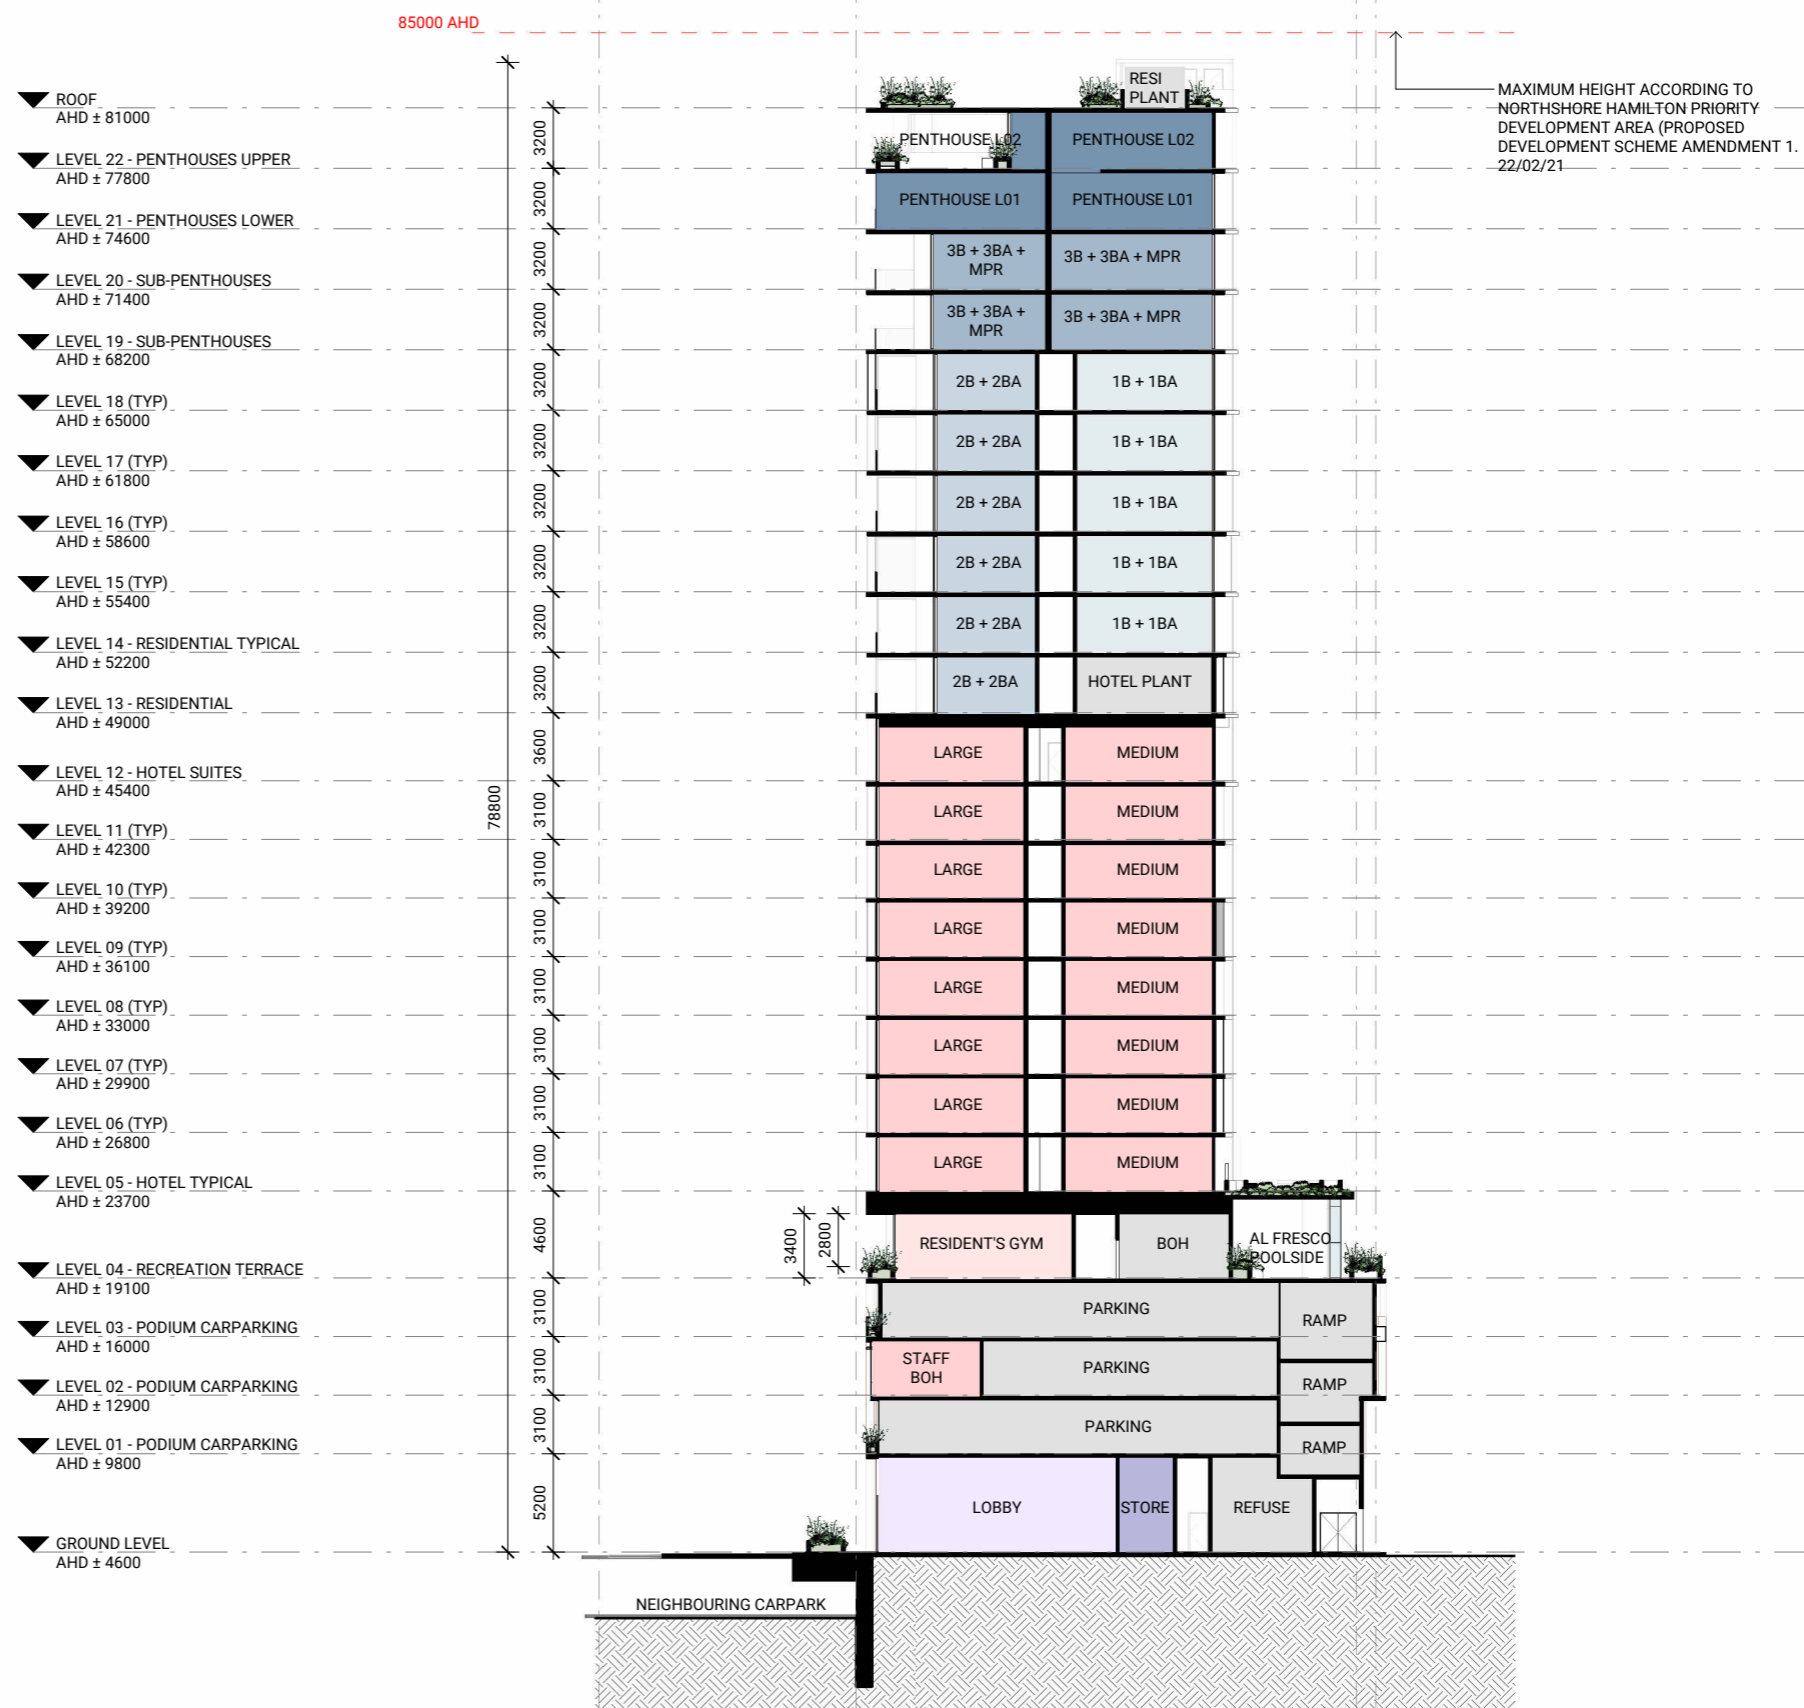 85000 AHD
MAXIMUM HEIGHT ACCORDING TO
NORTHSHORE HAMILTON PRIORITY
DEVELOPMENT AREA (PROPOSED
DEVELOPMENT SCHEME AMENDMENT 1.
22/02/21
ROOF
AHD ± 81000
LEVEL 22 - PENTHOUSES UPPER
AHD ± 77800
LEVEL 21 - PENTHOUSES LOWER
AHD ± 74600
LEVEL 20 - SUB-PENTHOUSES
AHD ± 71400
LEVEL 19 - SUB-PENTHOUSES
AHD ± 68200
LEVEL 18 (TYP)
AHD ± 65000
LEVEL 17 (TYP)
AHD ± 61800
LEVEL 16 (TYP)
AHD ± 58600
LEVEL 15 (TYP)
AHD ± 55400
LEVEL 14 - RESIDENTIAL TYPICAL
AHD ± 52200
LEVEL 13 - RESIDENTIAL
AHD ± 49000
LEVEL 12 - HOTEL SUITES
AHD ± 45400
LEVEL 11 (TYP)
AHD ± 42300
LEVEL 10 (TYP)
AHD ± 39200
LEVEL 09 (TYP)
AHD ± 36100
LEVEL 08 (TYP)
AHD ± 33000
LEVEL 07 (TYP)
AHD ± 29900
LEVEL 06 (TYP)
AHD ± 26800
LEVEL 05 - HOTEL TYPICAL
AHD ± 23700
LEVEL 04 - RECREATION TERRACE
AHD ± 19100
LEVEL 03 - PODIUM CARPARKING
AHD ± 16000
LEVEL 02 - PODIUM CARPARKING
AHD ± 12900
LEVEL 01 - PODIUM CARPARKING
AHD ± 9800
GROUND LEVEL
AHD ± 4600
78800
3200
3200
3200
3200
3200
3200
3200
3200
3200
3200
3600
3100
3100
3100
3100
3100
3100
3100
4600
3100
3100
3100
5200
3400
2800
RESI
PLANT
PENTHOUSE L02
PENTHOUSE L02
PENTHOUSE L01
PENTHOUSE L01
3B + 3BA +
MPR
3B + 3BA + MPR
3B + 3BA +
MPR
3B + 3BA + MPR
2B + 2BA
1B + 1BA
2B + 2BA
1B + 1BA
2B + 2BA
1B + 1BA
2B + 2BA
1B + 1BA
2B + 2BA
1B + 1BA
2B + 2BA
HOTEL PLANT
LARGE
MEDIUM
LARGE
MEDIUM
LARGE
MEDIUM
LARGE
MEDIUM
LARGE
MEDIUM
LARGE
MEDIUM
LARGE
MEDIUM
LARGE
MEDIUM
RESIDENT'S GYM
BOH
AL FRESCO
POOLSIDE
PARKING
RAMP
STAFF
BOH
PARKING
RAMP
PARKING
RAMP
LOBBY
STORE
REFUSE
NEIGHBOURING CARPARK